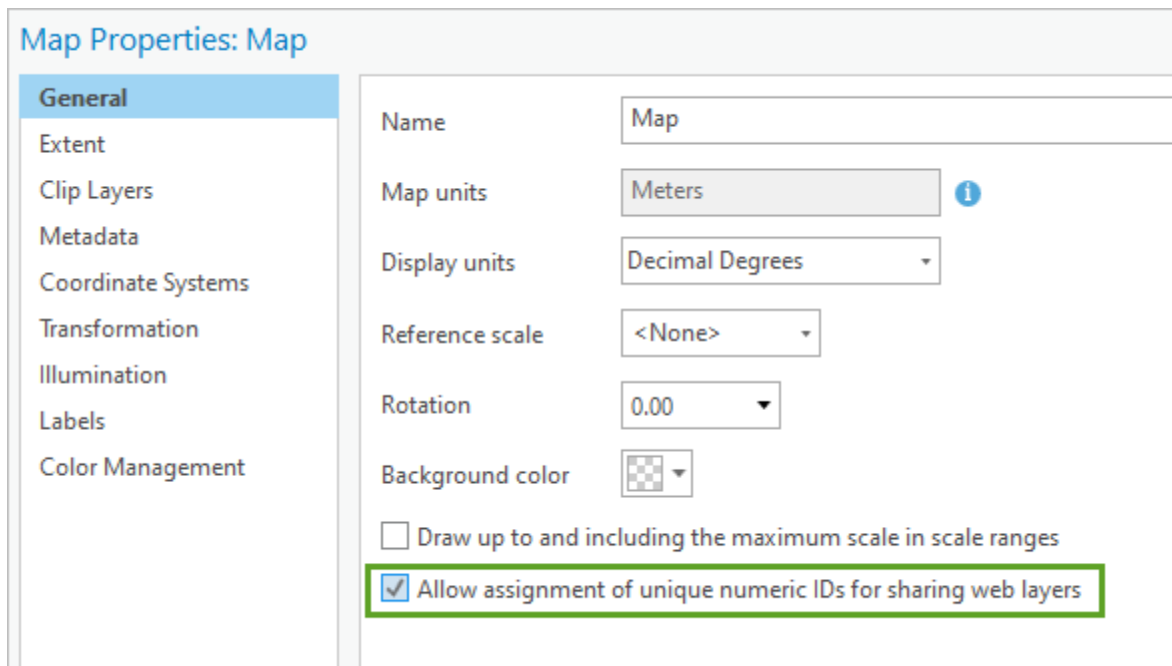 Map Properties: Map
General
Extent
Clip Layers
Metadata
Coordinate Systems
Transformation
Illumination
Labels
Color Management
Name
Map
Map units
Meters
i
Display units
Decimal Degrees
Reference scale
<None>
Rotation
0.00
Background color
Draw up to and including the maximum scale in scale ranges
Allow assignment of unique numeric IDs for sharing web layers